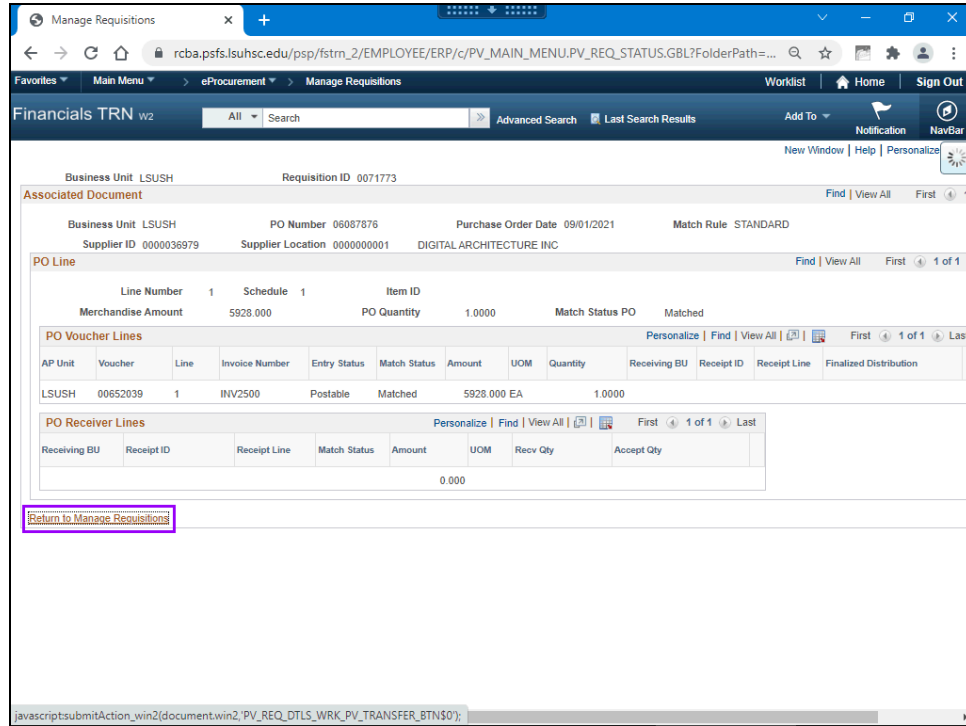 Manage Requisitions
rcba.psfs.lsuhsc.edu/psp/fstrn_2/EMPLOYEE/ERP/c/PV_MAIN_MENU.PV_REQ_STATUS.GBL?FolderPath=...
Favorites Main Menu > eProcurement > Manage Requisitions Worklist Home Sign Out
Financials TRN W2 All Search Advanced Search Last Search Results Add To Notification NavBar
New Window | Help | Personalize
Business Unit LSUSH Requisition ID 0071773
Associated Document Find | View All First
Business Unit LSUSH PO Number 06087876 Purchase Order Date 09/01/2021 Match Rule STANDARD
Supplier ID 0000036979 Supplier Location 0000000001 DIGITAL ARCHITECTURE INC
PO Line Find | View All First 1 of 1
Line Number 1 Schedule 1 Item ID
Merchandise Amount 5928.000 PO Quantity 1.0000 Match Status PO Matched
PO Voucher Lines Personalize | Find | View All | First 1 of 1 Las
AP Unit Voucher Line Invoice Number Entry Status Match Status Amount UOM Quantity Receiving BU Receipt ID Receipt Line Finalized Distribution
LSUSH 00652039 1 INV2500 Postable Matched 5928.000 EA 1.0000
PO Receiver Lines Personalize | Find | View All | First 1 of 1 Last
Receiving BU Receipt ID Receipt Line Match Status Amount UOM Recv Qty Accept Qty
0.000
Return to Manage Requisitions
javascript:submitAction_win2(document.win2,'PV_REQ_DTLS_WRK_PV_TRANSFER_BTN$0');